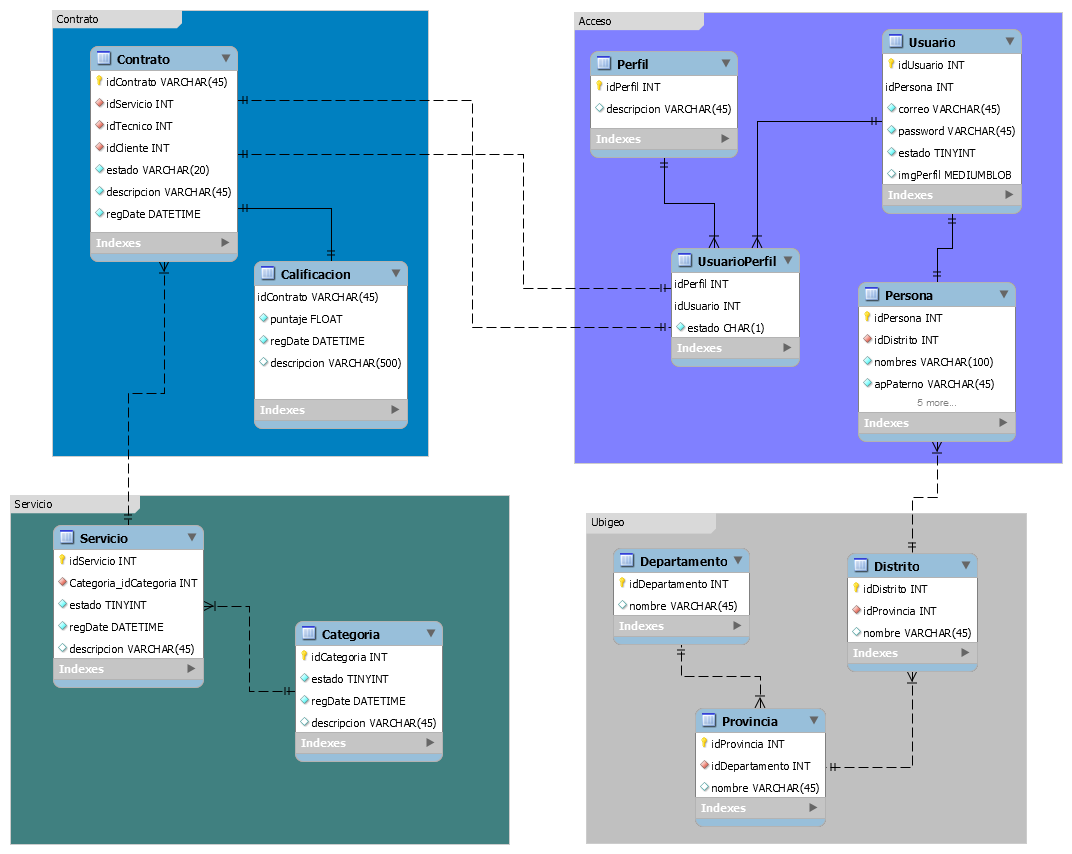 Contrato
Contrato
idContrato VARCHAR(45)
idServicio INT
idTecnico INT
idCliente INT
estado VARCHAR(20)
descripcion VARCHAR(45)
regDate DATETIME
Indexes
Calificacion
idContrato VARCHAR(45)
puntaje FLOAT
regDate DATETIME
descripcion VARCHAR(500)
Indexes
Acceso
Perfil
idPerfil INT
descripcion VARCHAR(45)
Indexes
Usuario
idUsuario INT
idPersona INT
correo VARCHAR(45)
password VARCHAR(45)
estado TINYINT
imgPerfil MEDIUMBLOB
Indexes
UsuarioPerfil
idPerfil INT
idUsuario INT
estado CHAR(1)
Indexes
Persona
idPersona INT
idDistrito INT
nombres VARCHAR(100)
apPaterno VARCHAR(45)
5 more...
Indexes
Servicio
Servicio
idServicio INT
Categoria_idCategoria INT
estado TINYINT
regDate DATETIME
descripcion VARCHAR(45)
Indexes
Categoria
idCategoria INT
estado TINYINT
regDate DATETIME
descripcion VARCHAR(45)
Indexes
Ubigeo
Departamento
idDepartamento INT
nombre VARCHAR(45)
Indexes
Distrito
idDistrito INT
idProvincia INT
nombre VARCHAR(45)
Indexes
Provincia
idProvincia INT
idDepartamento INT
nombre VARCHAR(45)
Indexes